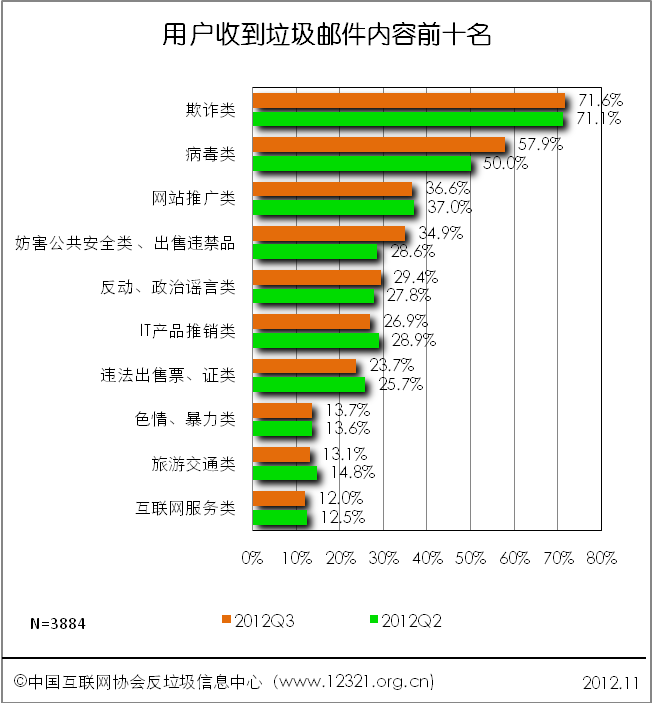 用户收到垃圾邮件内容前十名
欺诈类 71.6%
71.1%
病毒类 57.9%
50.0%
网站推广类 36.6%
37.0%
妨害公共安全类、出售违禁品 34.9%
28.6%
反动、政治谣言类 29.4%
27.8%
IT产品推销类 26.9%
28.9%
违法出售票、证类 23.7%
25.7%
色情、暴力类 13.7%
13.6%
旅游交通类 13.1%
14.8%
互联网服务类 12.0%
12.5%
0% 10% 20% 30% 40% 50% 60% 70% 80%
N=3884 2012Q3 2012Q2
©中国互联网协会反垃圾信息中心（www.12321.org.cn) 2012.11